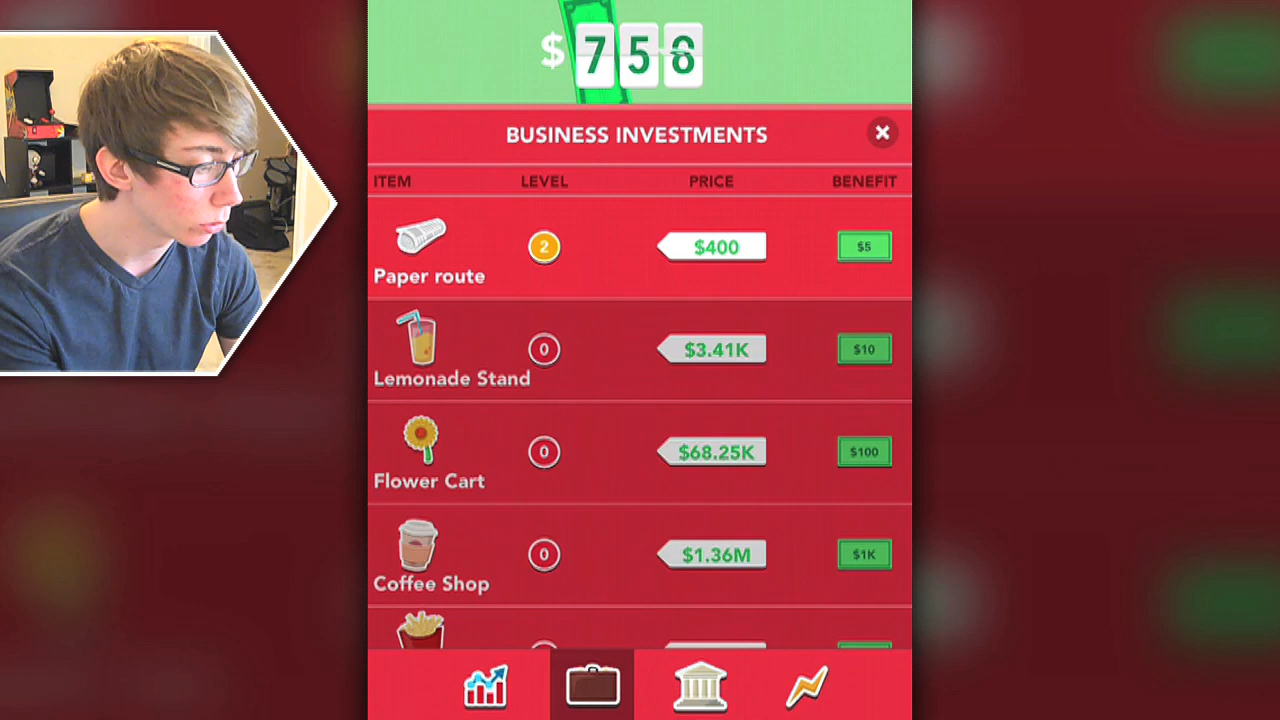 $ 758
BUSINESS INVESTMENTS
ITEM LEVEL PRICE BENEFIT
2 $400 $5
Paper route
0 $3.41K $10
Lemonade Stand
0 $68.25K $100
Flower Cart
0 $1.36M $1K
Coffee Shop